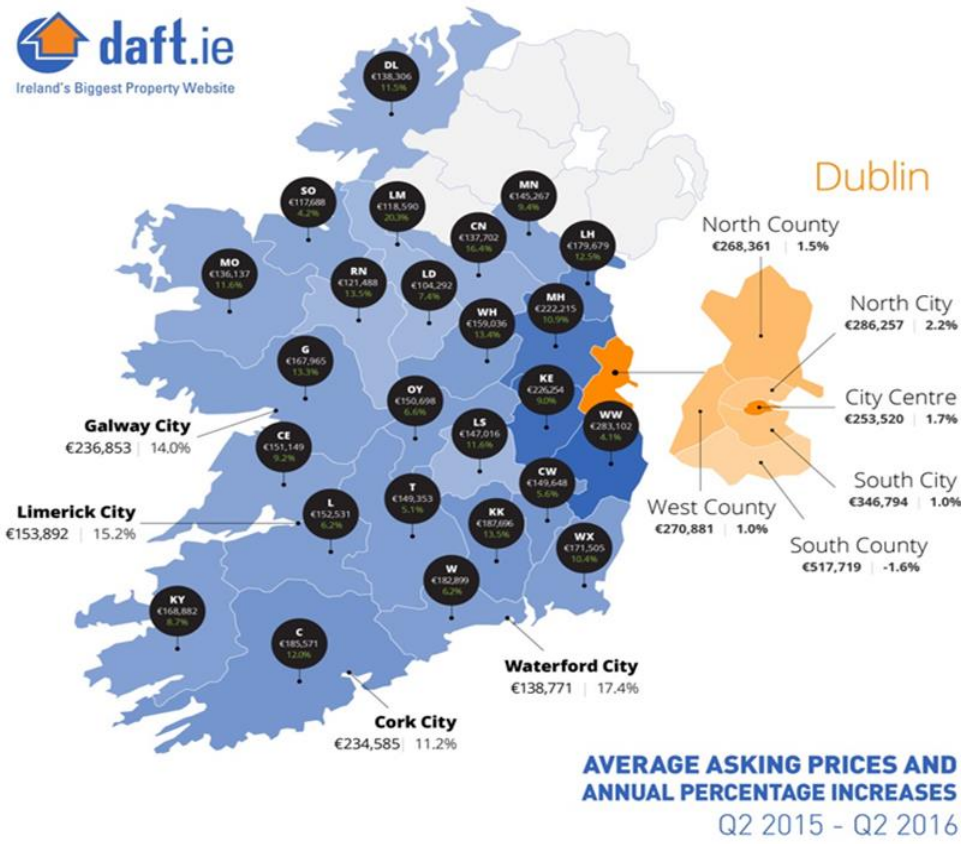 daft.ie
Ireland's Biggest Property Website
DL
€138,306
11.5%
SO
€117,688
4.2%
LM
€118,590
20.3%
MN
€145,267
9.4%
CN
€137,702
16.4%
LH
€179,679
12.5%
MO
€136,137
11.6%
RN
€121,488
13.5%
LD
€104,292
7.4%
MH
€222,215
10.9%
WH
€159,036
13.4%
G
€167,965
13.3%
OY
€150,698
6.6%
KE
€226,254
9.0%
WW
€283,102
4.1%
LS
€147,016
11.6%
Galway City
€236,853 | 14.0%
CE
€151,149
9.2%
CW
€149,648
5.6%
L
€152,531
6.2%
T
€149,353
5.1%
KK
€187,696
13.5%
Limerick City
€153,892 | 15.2%
WX
€171,505
10.4%
W
€182,899
6.2%
KY
€168,882
8.7%
C
€185,571
12.0%
Waterford City
€138,771 | 17.4%
Cork City
€234,585 | 11.2%
Dublin
North County
€268,361 | 1.5%
North City
€286,257 | 2.2%
City Centre
€253,520 | 1.7%
South City
€346,794 | 1.0%
West County
€270,881 | 1.0%
South County
€517,719 | -1.6%
AVERAGE ASKING PRICES AND
ANNUAL PERCENTAGE INCREASES
Q2 2015 - Q2 2016